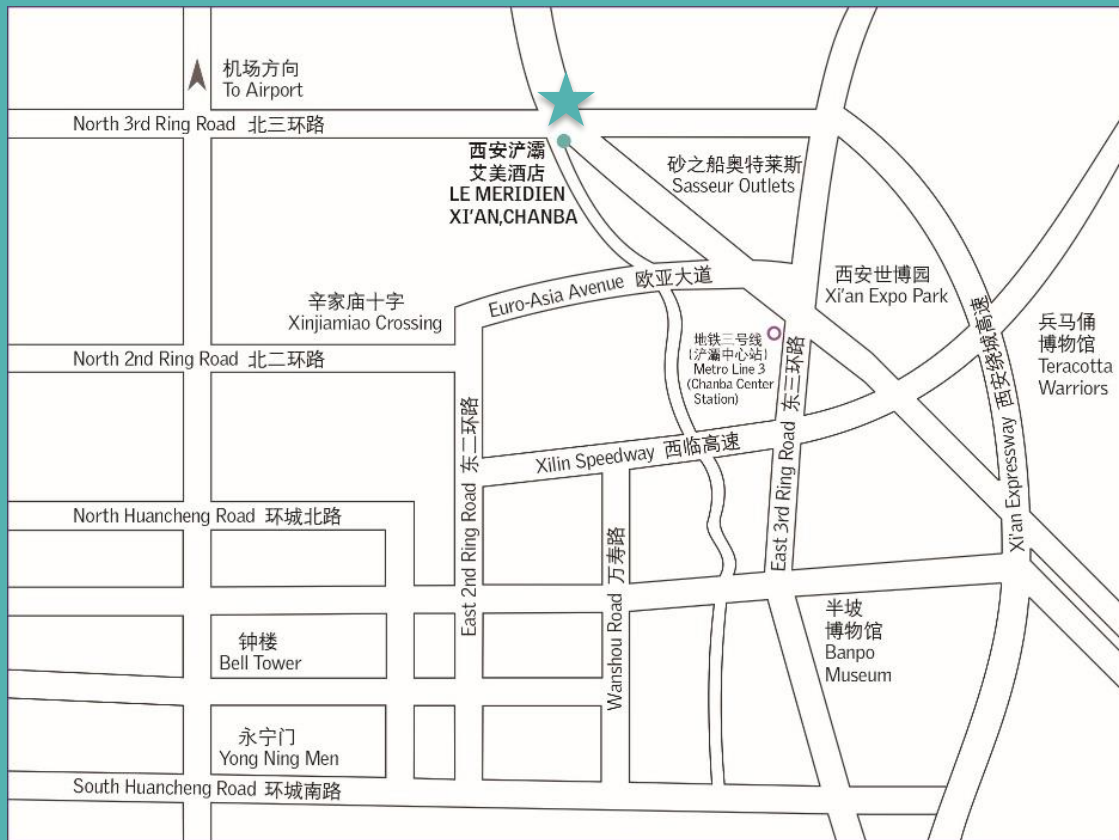 机场方向
To Airport
North 3rd Ring Road 北三环路
西安浐灞
艾美酒店
LE MERIDIEN
XI'AN,CHANBA
砂之船奥特莱斯
Sasseur Outlets
Euro-Asia Avenue 欧亚大道
西安世博园
Xi'an Expo Park
辛家庙十字
Xinjiamiao Crossing
North 2nd Ring Road 北二环路
地铁三号线
(浐灞中心站)
Metro Line 3
(Chanba Center
Station)
兵马俑
博物馆
Teracotta
Warriors
Xi'an Expressway 西安绕城高速
East 3rd Ring Road 东三环路
East 2nd Ring Road 东二环路
Xilin Speedway 西临高速
North Huancheng Road 环城北路
Wanshou Road 万寿路
钟楼
Bell Tower
半坡
博物馆
Banpo
Museum
永宁门
Yong Ning Men
South Huancheng Road 环城南路